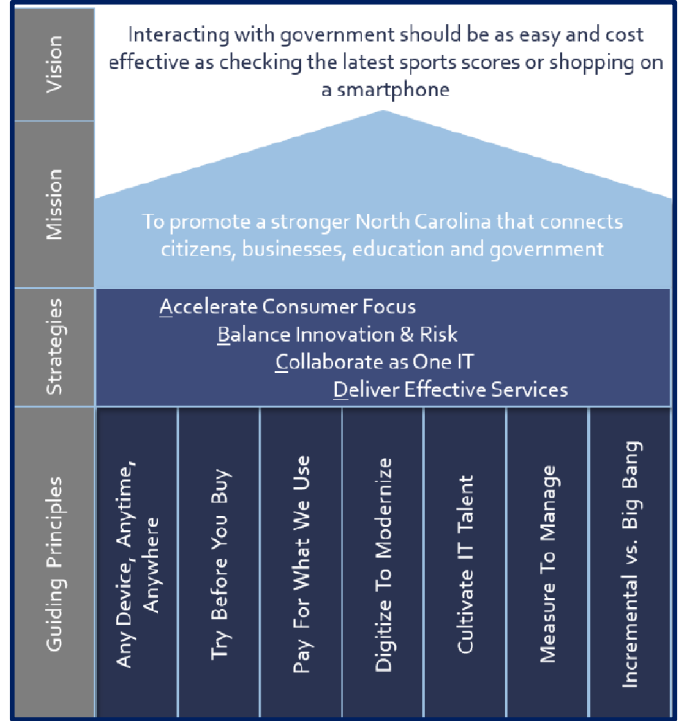 Vision
Interacting with government should be as easy and cost
effective as checking the latest sports scores or shopping on
a smartphone
Mission
To promote a stronger North Carolina that connects
citizens, businesses, education and government
Strategies
Accelerate Consumer Focus
Balance Innovation & Risk
Collaborate as One IT
Deliver Effective Services
Guiding Principles
Any Device, Anytime,
Anywhere
Try Before You Buy
Pay For What We Use
Digitize To Modernize
Cultivate IT Talent
Measure To Manage
Incremental vs. Big Bang